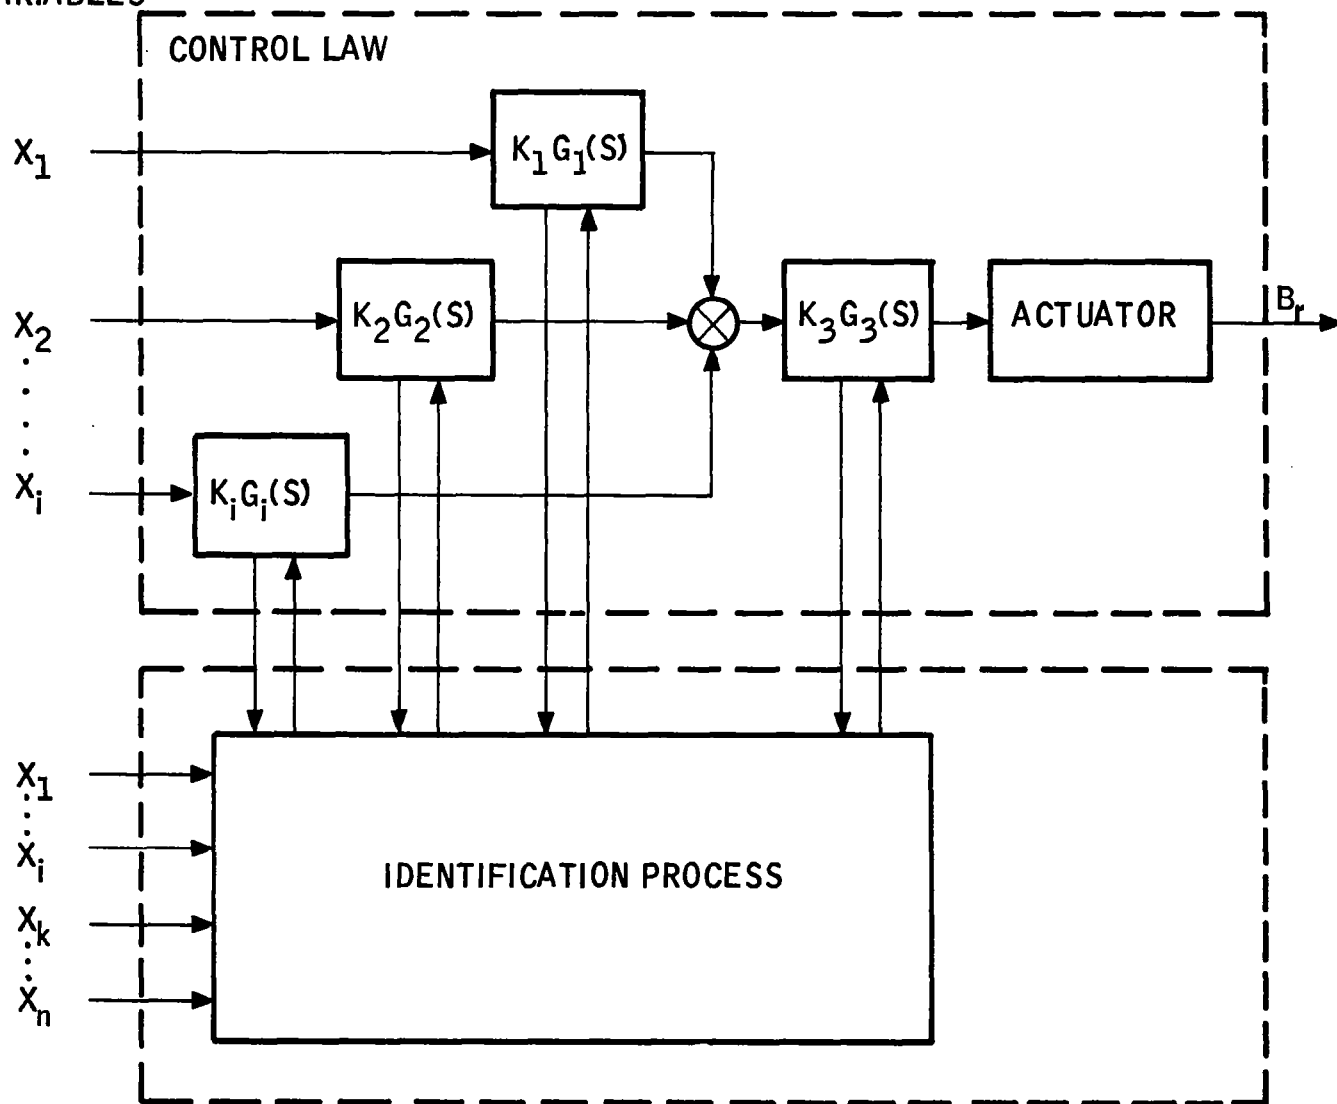 CONTROL LAW
X1
K1G1(S)
X2
K2G2(S)
K3G3(S)
ACTUATOR
Br
Xi
KiGi(S)
X1
Xi
IDENTIFICATION PROCESS
Xk
Xn